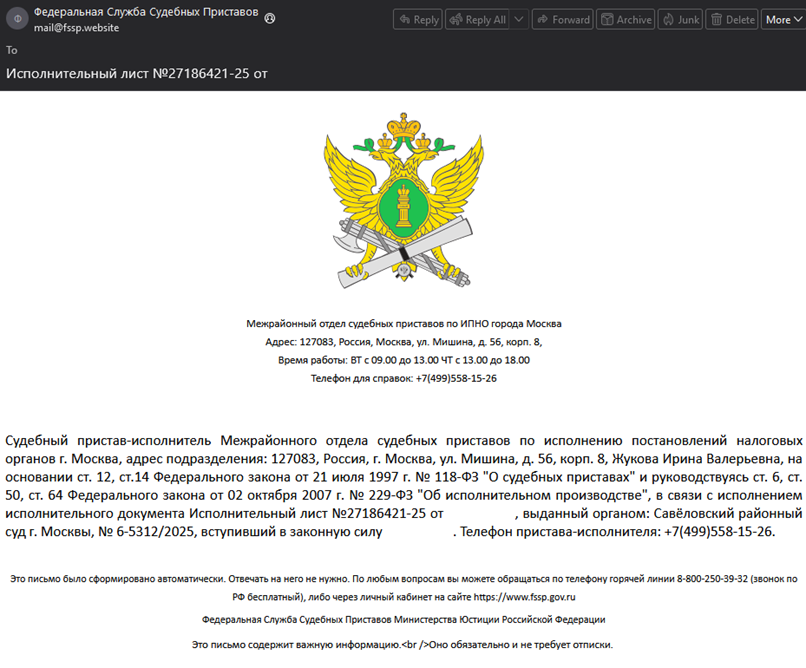 Ф
Федеральная Служба Судебных Приставов
mail@fssp.website
Reply
Reply All
Forward
Archive
Junk
Delete
More
To
Исполнительный лист №27186421-25 от
Межрайонный отдел судебных приставов по ИПНО города Москва
Адрес: 127083, Россия, Москва, ул. Мишина, д. 56, корп. 8,
Время работы: ВТ с 09.00 до 13.00 ЧТ с 13.00 до 18.00
Телефон для справок: +7(499)558-15-26
Судебный пристав-исполнитель Межрайонного отдела судебных приставов по исполнению постановлений налоговых
органов г. Москва, адрес подразделения: 127083, Россия, г. Москва, ул. Мишина, д. 56, корп. 8, Жукова Ирина Валерьевна, на
основании ст. 12, ст.14 Федерального закона от 21 июля 1997 г. № 118-ФЗ "О судебных приставах" и руководствуясь ст. 6, ст.
50, ст. 64 Федерального закона от 02 октября 2007 г. № 229-ФЗ "Об исполнительном производстве", в связи с исполнением
исполнительного документа Исполнительный лист №27186421-25 от , выданный органом: Савёловский районный
суд г. Москвы, № 6-5312/2025, вступивший в законную силу . Телефон пристава-исполнителя: +7(499)558-15-26.
Это письмо было сформировано автоматически. Отвечать на него не нужно. По любым вопросам вы можете обращаться по телефону горячей линии 8-800-250-39-32 (звонок по
РФ бесплатный), либо через личный кабинет на сайте https://www.fssp.gov.ru
Федеральная Служба Судебных Приставов Министерства Юстиции Российской Федерации
Это письмо содержит важную информацию.<br />Оно обязательно и не требует отписки.